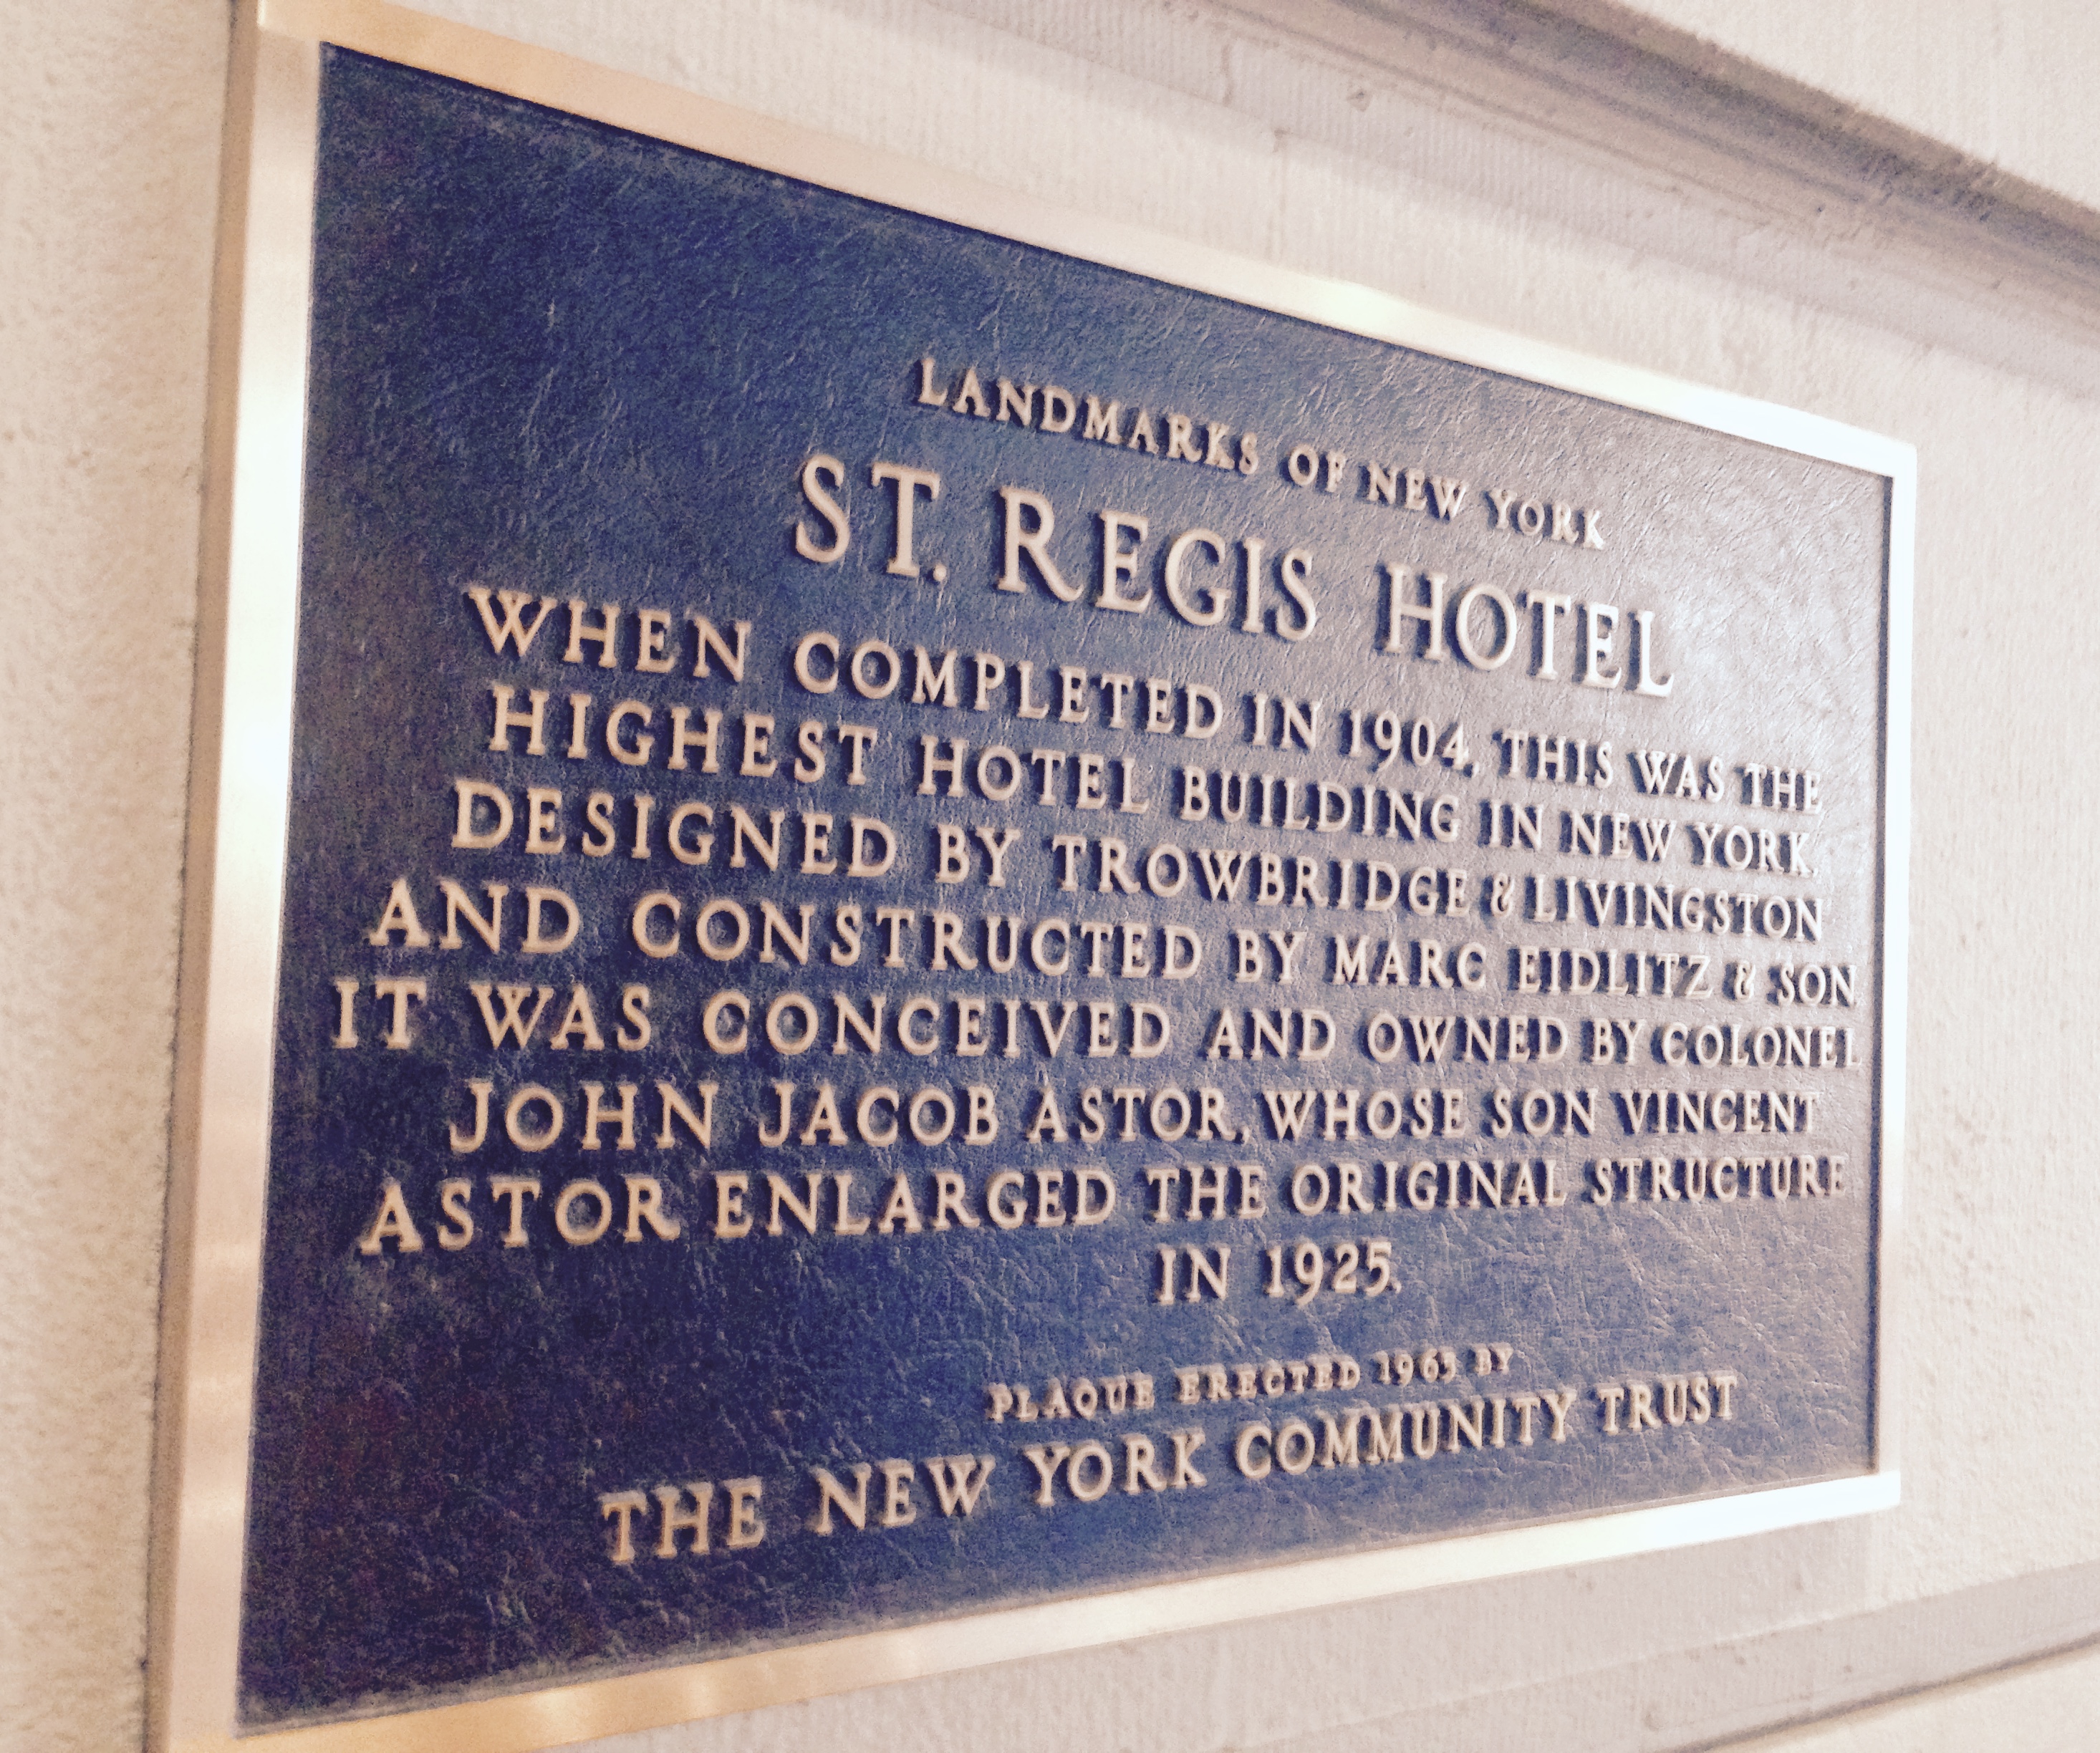 LANDMARKS OF NEW YORK
ST. REGIS HOTEL
WHEN COMPLETED IN 1904, THIS WAS THE
HIGHEST HOTEL BUILDING IN NEW YORK.
DESIGNED BY TROWBRIDGE & LIVINGSTON
AND CONSTRUCTED BY MARC EIDLITZ & SON
IT WAS CONCEIVED AND OWNED BY COLONEL
JOHN JACOB ASTOR, WHOSE SON VINCENT
ASTOR ENLARGED THE ORIGINAL STRUCTURE
IN 1925.
PLAQUE ERECTED 1963 BY
THE NEW YORK COMMUNITY TRUST